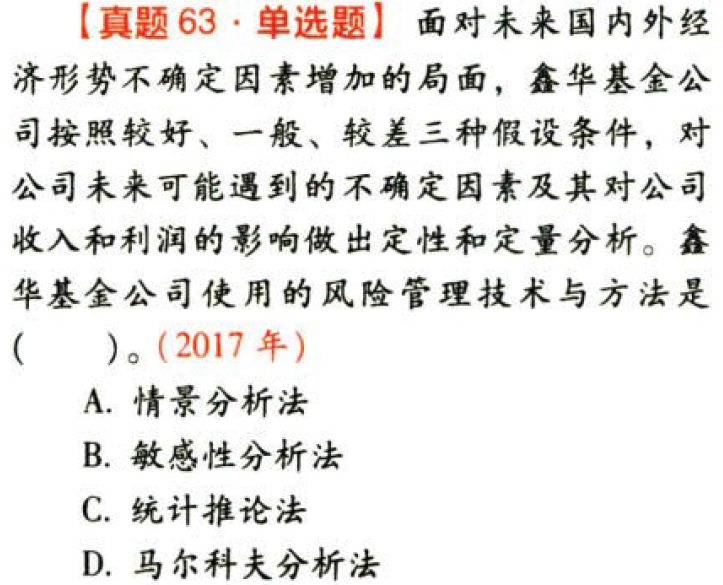 【真题 63 · 单选题】 面对未来国内外经
济形势不确定因素增加的局面，鑫华基金公
司按照较好、一般、较差三种假设条件，对
公司未来可能遇到的不确定因素及其对公司
收入和利润的影响做出定性和定量分析。鑫
华基金公司使用的风险管理技术与方法是
( )。(2017 年)
A. 情景分析法
B. 敏感性分析法
C. 统计推论法
D. 马尔科夫分析法